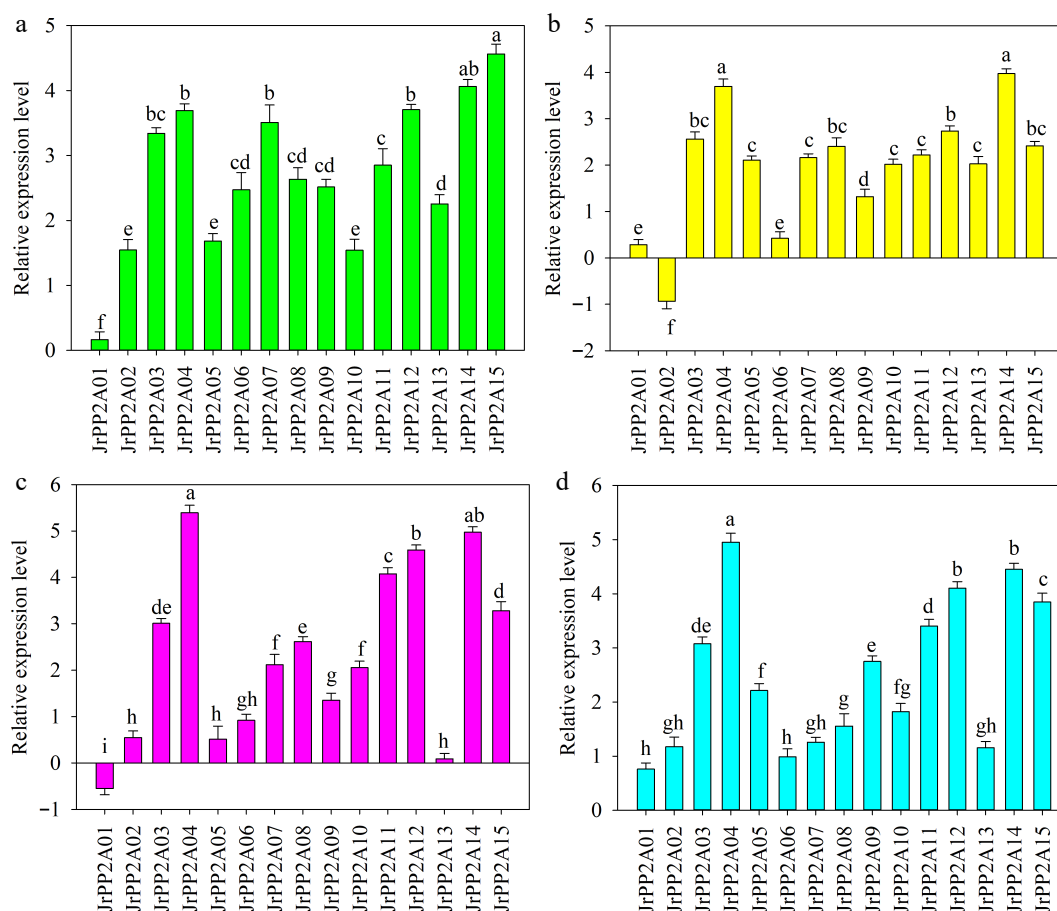 a
Relative expression level
5
4
3
2
1
0
f
e
bc
b
e
cd
b
cd
cd
e
c
b
d
ab
a
JrPP2A01
JrPP2A02
JrPP2A03
JrPP2A04
JrPP2A05
JrPP2A06
JrPP2A07
JrPP2A08
JrPP2A09
JrPP2A10
JrPP2A11
JrPP2A12
JrPP2A13
JrPP2A14
JrPP2A15
b
Relative expression level
5
4
3
2
1
0
−1
−2
e
f
bc
a
c
e
c
bc
d
c
c
b
c
a
bc
JrPP2A01
JrPP2A02
JrPP2A03
JrPP2A04
JrPP2A05
JrPP2A06
JrPP2A07
JrPP2A08
JrPP2A09
JrPP2A10
JrPP2A11
JrPP2A12
JrPP2A13
JrPP2A14
JrPP2A15
c
Relative expression level
6
5
4
3
2
1
0
−1
i
h
de
a
h
gh
f
e
g
f
c
b
h
ab
d
JrPP2A01
JrPP2A02
JrPP2A03
JrPP2A04
JrPP2A05
JrPP2A06
JrPP2A07
JrPP2A08
JrPP2A09
JrPP2A10
JrPP2A11
JrPP2A12
JrPP2A13
JrPP2A14
JrPP2A15
d
Relative expression level
6
5
4
3
2
1
0
h
gh
de
a
f
h
gh
g
e
fg
d
b
gh
b
c
JrPP2A01
JrPP2A02
JrPP2A03
JrPP2A04
JrPP2A05
JrPP2A06
JrPP2A07
JrPP2A08
JrPP2A09
JrPP2A10
JrPP2A11
JrPP2A12
JrPP2A13
JrPP2A14
JrPP2A15